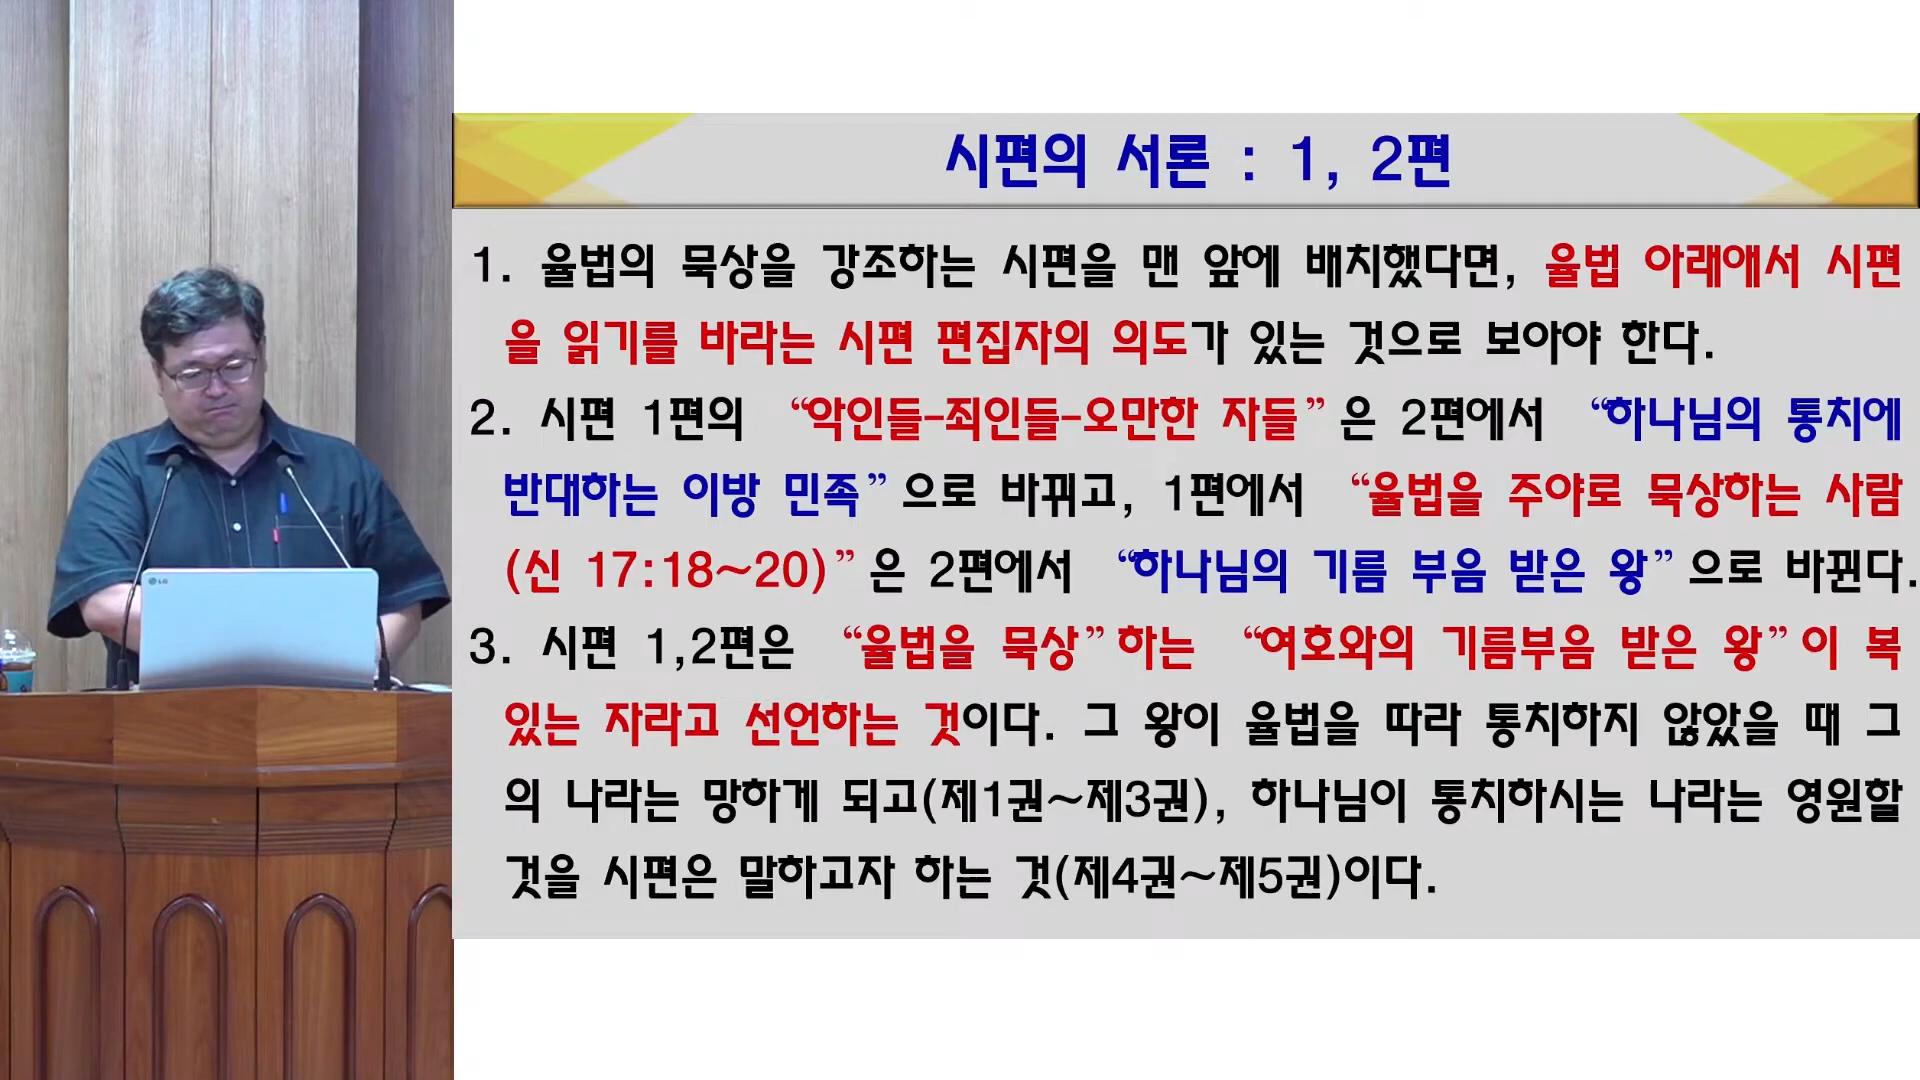 시편의 서론 : 1, 2편
1. 율법의 묵상을 강조하는 시편을 맨 앞에 배치했다면, 율법 아래애서 시편
을 읽기를 바라는 시편 편집자의 의도가 있는 것으로 보아야 한다.
2. 시편 1편의 “악인들-죄인들-오만한 자들”은 2편에서 “하나님의 통치에
반대하는 이방 민족”으로 바뀌고, 1편에서 “율법을 주야로 묵상하는 사람
(신 17:18~20)”은 2편에서 “하나님의 기름 부음 받은 왕”으로 바뀐다.
3. 시편 1,2편은 “율법을 묵상”하는 “여호와의 기름부음 받은 왕”이 복
있는 자라고 선언하는 것이다. 그 왕이 율법을 따라 통치하지 않았을 때 그
의 나라는 망하게 되고(제1권~제3권), 하나님이 통치하시는 나라는 영원할
것을 시편은 말하고자 하는 것(제4권~제5권)이다.
LG